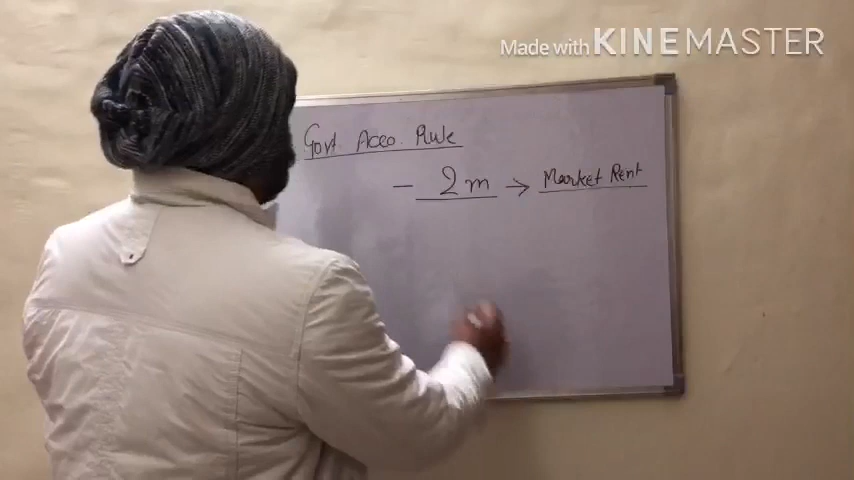 Made with KINEMASTER
Govt. Acco. Rule
- 2m → Market Rent